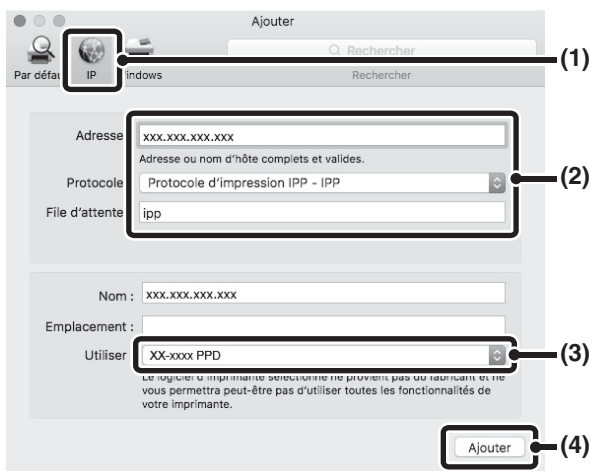 Ajouter
Rechercher
(1)
Par défau IP indows Rechercher
Adresse xxx.xxx.xxx.xxx
Adresse ou nom d'hôte complets et valides.
Protocole Protocole d'impression IPP - IPP
(2)
File d'attente ipp
Nom : xxx.xxx.xxx.xxx
Emplacement :
Utiliser XX-xxxx PPD
(3)
Le logiciel d'imprimante sélectionné ne provient pas du fabricant et ne
vous permettra peut-être pas d'utiliser toutes les fonctionnalités de
votre imprimante.
Ajouter
(4)